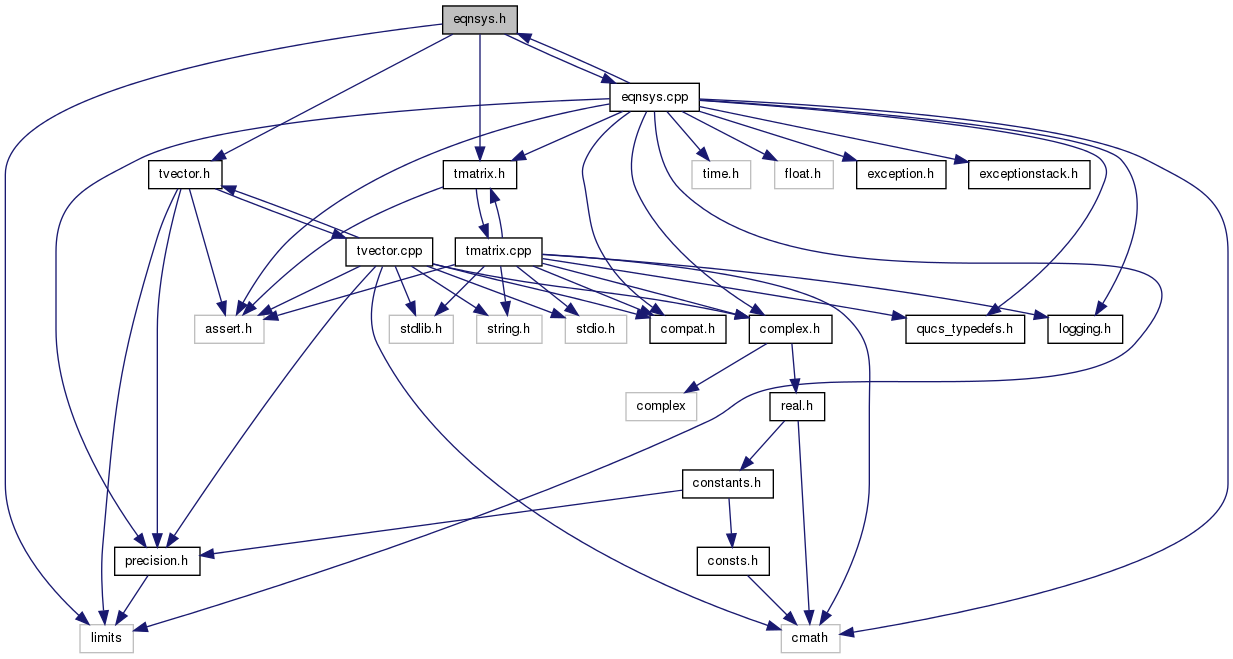 eqnsys.h
eqnsys.cpp
tvector.h
tmatrix.h
time.h
float.h
exception.h
exceptionstack.h
tvector.cpp
tmatrix.cpp
assert.h
stdlib.h
string.h
stdio.h
compat.h
complex.h
qucs_typedefs.h
logging.h
complex
real.h
constants.h
precision.h
consts.h
limits
cmath